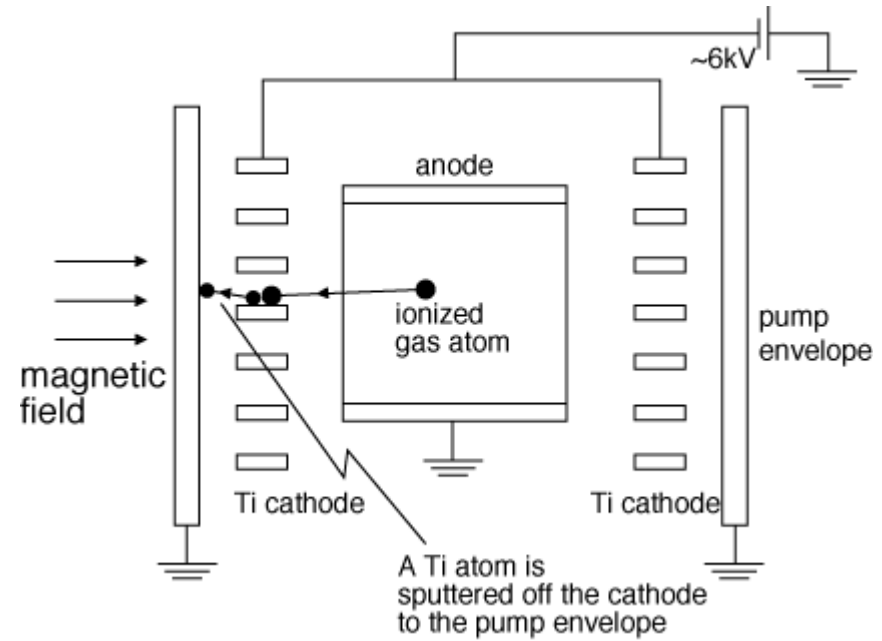 ~6kV
anode
ionized
gas atom
magnetic
field
pump
envelope
Ti cathode
Ti cathode
A Ti atom is
sputtered off the cathode
to the pump envelope